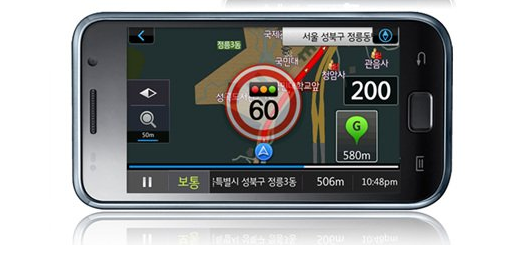 서울 성북구 정릉동
국제
정릉3동
국민대
관음사
청암사
60
200
G
580m
50m
보통
특별시 성북구 정릉3동
506m
10:48pm